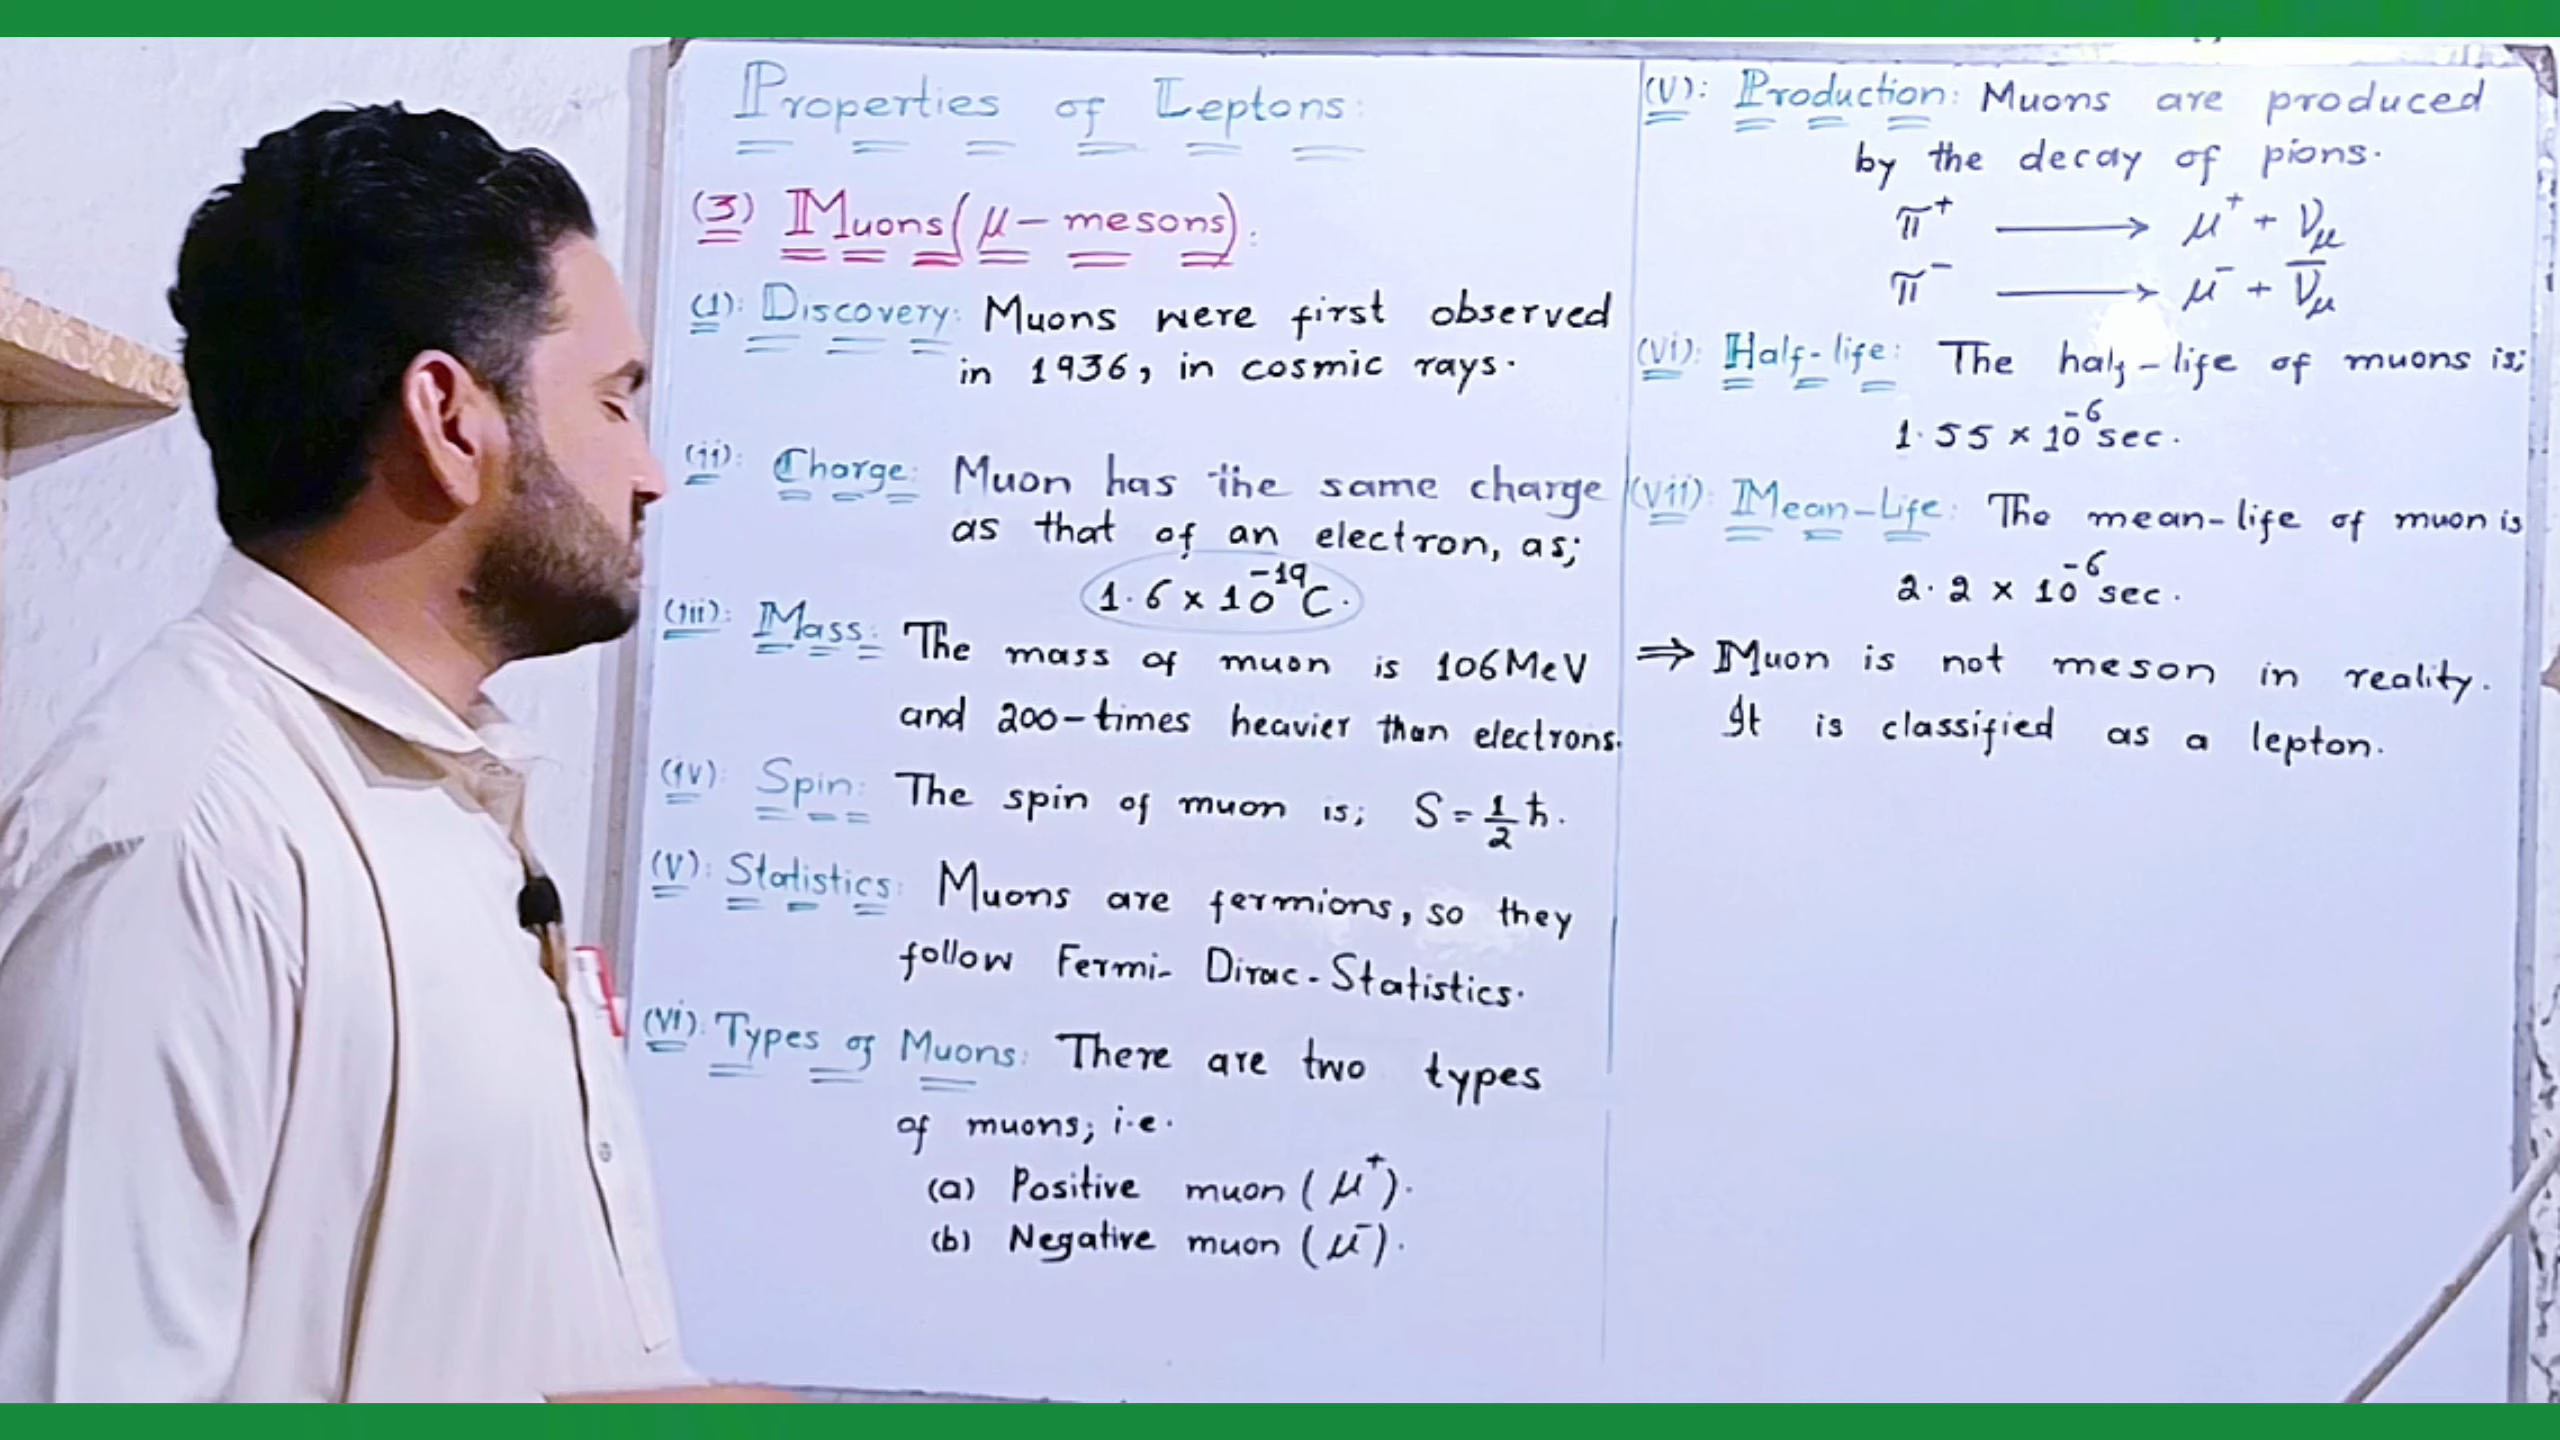 Properties of Leptons:
(3) Muons (μ - mesons):
(i): Discovery: Muons were first observed
in 1936, in cosmic rays.
(ii): Charge: Muon has the same charge
as that of an electron, as;
1.6 × 10⁻¹⁹C.
(iii): Mass: The mass of muon is 106MeV
and 200-times heavier than electrons.
(iv): Spin: The spin of muon is; S = 1/2 ħ.
(v): Statistics: Muons are fermions, so they
follow Fermi- Dirac-Statistics.
(vi): Types of Muons: There are two types
of muons; i.e.
(a) Positive muon (μ⁺).
(b) Negative muon (μ⁻).
(v): Production: Muons are produced
by the decay of pions.
π⁺ ⟶ μ⁺ + ν_μ
π⁻ ⟶ μ⁻ + ν̅_μ
(vi): Half-life: The half-life of muons is;
1.55 × 10⁻⁶ sec.
(vii): Mean-Life: The mean-life of muon is
2.2 × 10⁻⁶ sec.
⇒ Muon is not meson in reality.
It is classified as a lepton.